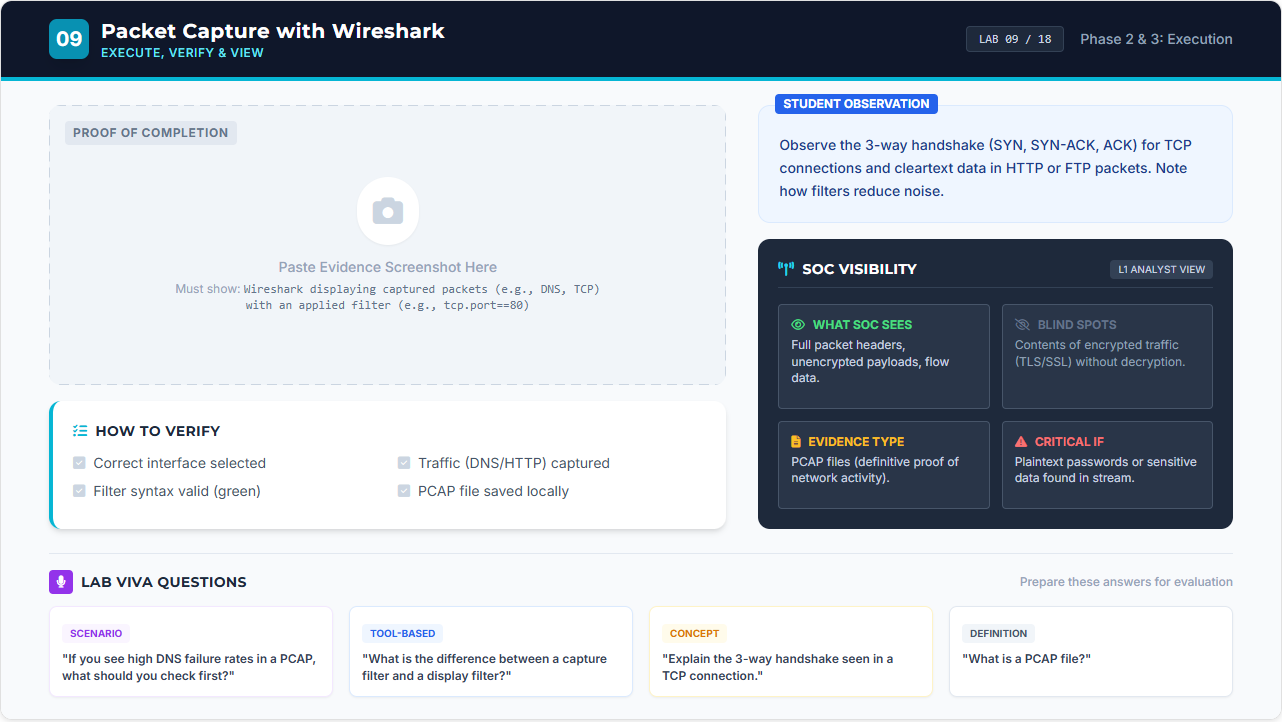 09
Packet Capture with Wireshark
EXECUTE, VERIFY & VIEW
LAB 09 / 18
Phase 2 & 3: Execution
PROOF OF COMPLETION
Paste Evidence Screenshot Here
Must show: Wireshark displaying captured packets (e.g., DNS, TCP)
with an applied filter (e.g., tcp.port==80)
HOW TO VERIFY
Correct interface selected
Traffic (DNS/HTTP) captured
Filter syntax valid (green)
PCAP file saved locally
STUDENT OBSERVATION
Observe the 3-way handshake (SYN, SYN-ACK, ACK) for TCP
connections and cleartext data in HTTP or FTP packets. Note
how filters reduce noise.
SOC VISIBILITY
L1 ANALYST VIEW
WHAT SOC SEES
Full packet headers,
unencrypted payloads, flow
data.
BLIND SPOTS
Contents of encrypted traffic
(TLS/SSL) without decryption.
EVIDENCE TYPE
PCAP files (definitive proof of
network activity).
CRITICAL IF
Plaintext passwords or sensitive
data found in stream.
LAB VIVA QUESTIONS
Prepare these answers for evaluation
SCENARIO
"If you see high DNS failure rates in a PCAP,
what should you check first?"
TOOL-BASED
"What is the difference between a capture
filter and a display filter?"
CONCEPT
"Explain the 3-way handshake seen in a
TCP connection."
DEFINITION
"What is a PCAP file?"